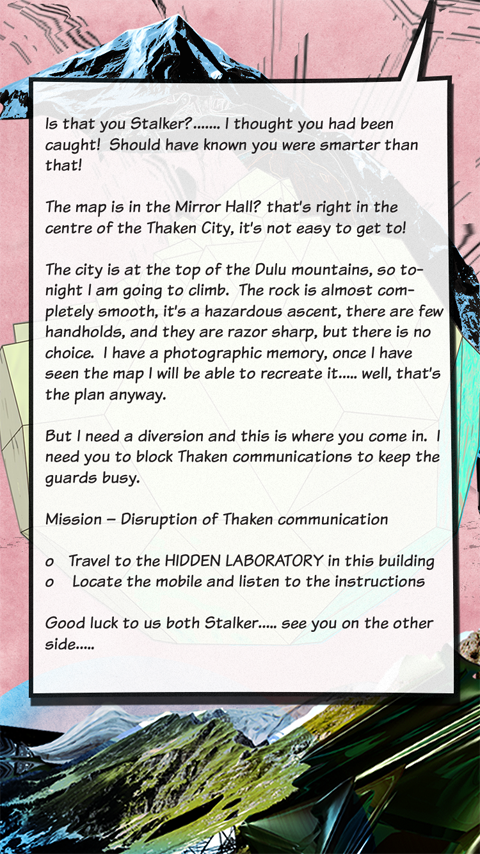 Is that you Stalker?....... I thought you had been
caught!  Should have known you were smarter than
that!
The map is in the Mirror Hall? that's right in the
centre of the Thaken City, it's not easy to get to!
The city is at the top of the Dulu mountains, so to-
night I am going to climb.  The rock is almost com-
pletely smooth, it's a hazardous ascent, there are few
handholds, and they are razor sharp, but there is no
choice.  I have a photographic memory, once I have
seen the map I will be able to recreate it..... well, that's
the plan anyway.
But I need a diversion and this is where you come in.  I
need you to block Thaken communications to keep the
guards busy.
Mission – Disruption of Thaken communication
o   Travel to the HIDDEN LABORATORY in this building
o    Locate the mobile and listen to the instructions
Good luck to us both Stalker..... see you on the other
side.....